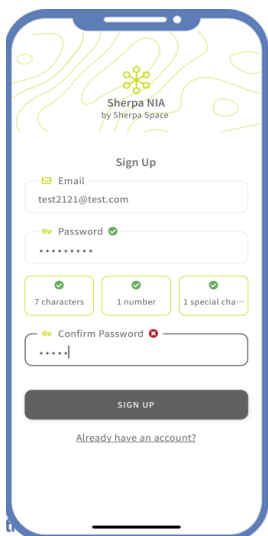 Sherpa NIA
by Sherpa Space
Sign Up
Email
test2121@test.com
Password
•••••••••
7 characters
1 number
1 special cha···
Confirm Password
•••••
SIGN UP
Already have an account?